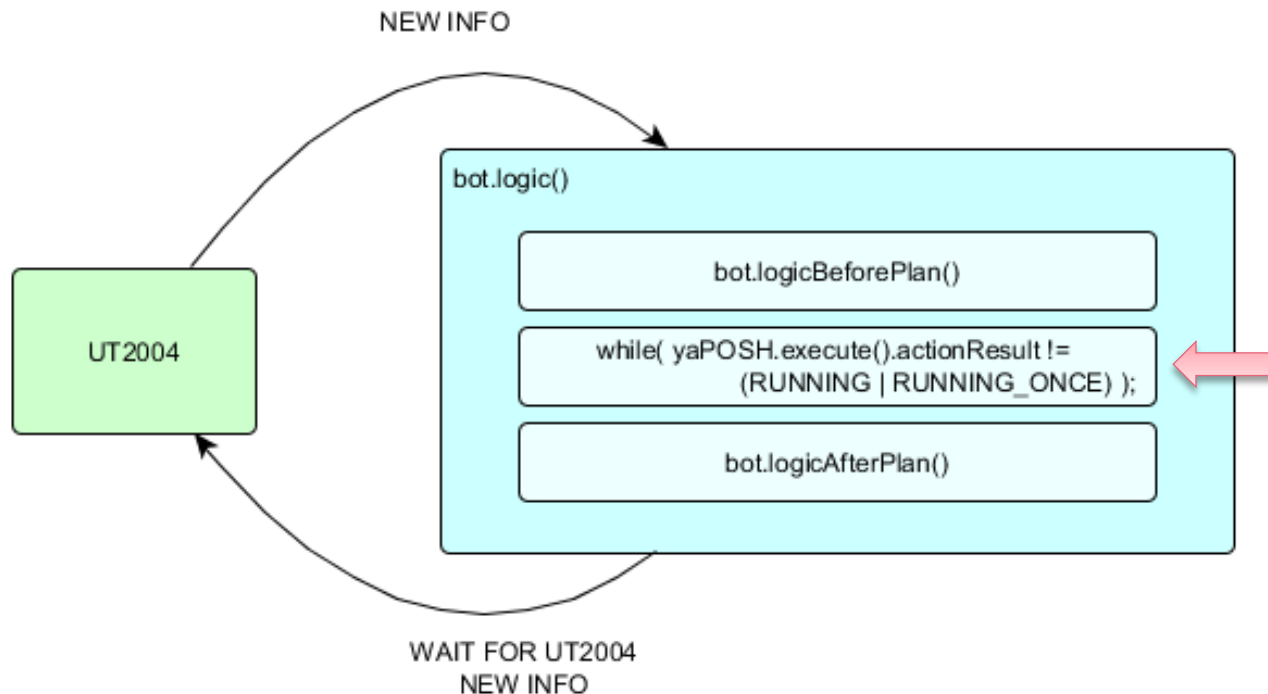 NEW INFO
bot.logic()
bot.logicBeforePlan()
UT2004
while( yaPOSH.execute().actionResult !=
(RUNNING | RUNNING_ONCE) );
bot.logicAfterPlan()
WAIT FOR UT2004
NEW INFO